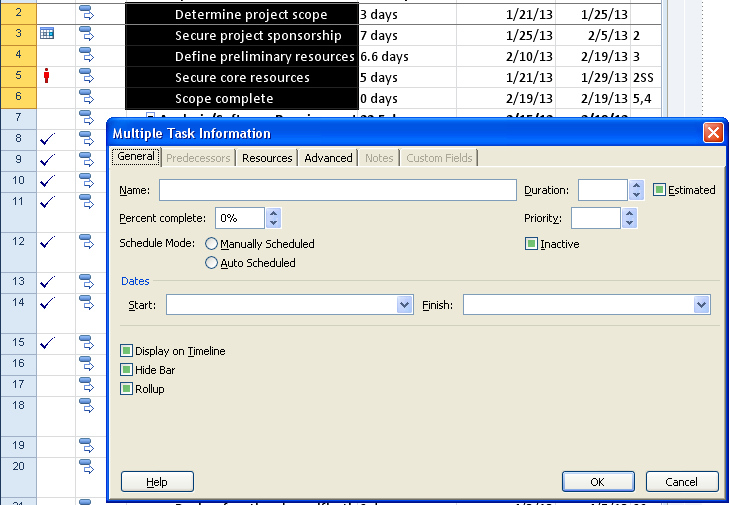 2 Determine project scope 3 days 1/21/13 1/25/13
3 Secure project sponsorship 7 days 1/25/13 2/5/13 2
4 Define preliminary resources 6.6 days 2/10/13 2/19/13 3
5 Secure core resources 5 days 1/21/13 1/29/13 2SS
6 Scope complete 0 days 2/19/13 2/19/13 5,4
7
Multiple Task Information
8 General Predecessors Resources Advanced Notes Custom Fields
9
10 Name: Duration: Estimated
11 Percent complete: 0% Priority:
12 Schedule Mode: Manually Scheduled Inactive
Auto Scheduled
13 Dates
14 Start: Finish:
15 Display on Timeline
16 Hide Bar
17 Rollup
18
19
20 Help OK Cancel